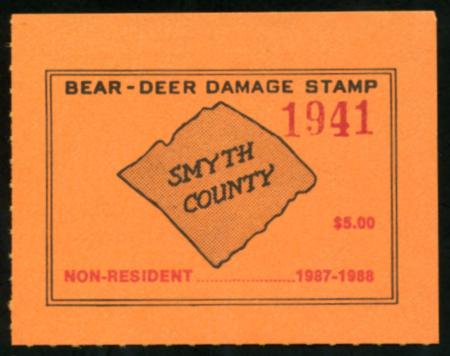 BEAR-DEER DAMAGE STAMP
1941
SMYTH
COUNTY
$5.00
NON-RESIDENT.....................1987-1988